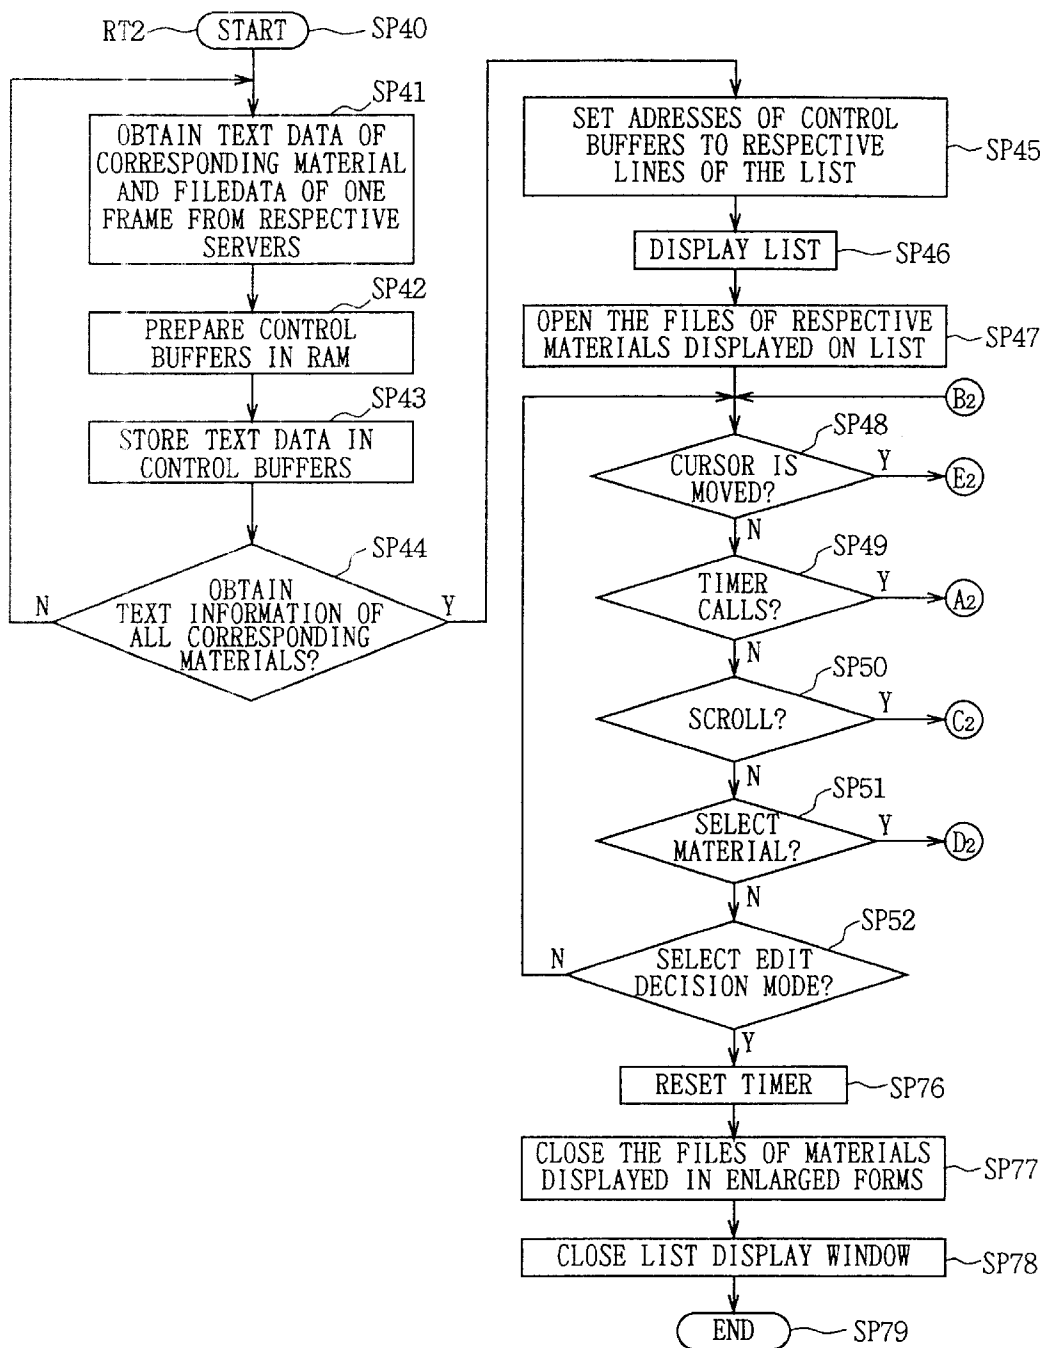 RT2
START
SP40
SP41
OBTAIN TEXT DATA OF
CORRESPONDING MATERIAL
AND FILEDATA OF ONE
FRAME FROM RESPECTIVE
SERVERS
SP42
PREPARE CONTROL
BUFFERS IN RAM
SP43
STORE TEXT DATA IN
CONTROL BUFFERS
SP44
OBTAIN
TEXT INFORMATION OF
ALL CORRESPONDING
MATERIALS?
N
Y
SET ADRESSES OF CONTROL
BUFFERS TO RESPECTIVE
LINES OF THE LIST
SP45
DISPLAY LIST
SP46
OPEN THE FILES OF RESPECTIVE
MATERIALS DISPLAYED ON LIST
SP47
B2
SP48
CURSOR IS
MOVED?
Y
E2
N
SP49
TIMER
CALLS?
Y
A2
N
SP50
SCROLL?
Y
C2
N
SP51
SELECT
MATERIAL?
Y
D2
N
SP52
SELECT EDIT
DECISION MODE?
N
Y
RESET TIMER
SP76
CLOSE THE FILES OF MATERIALS
DISPLAYED IN ENLARGED FORMS
SP77
CLOSE LIST DISPLAY WINDOW
SP78
END
SP79